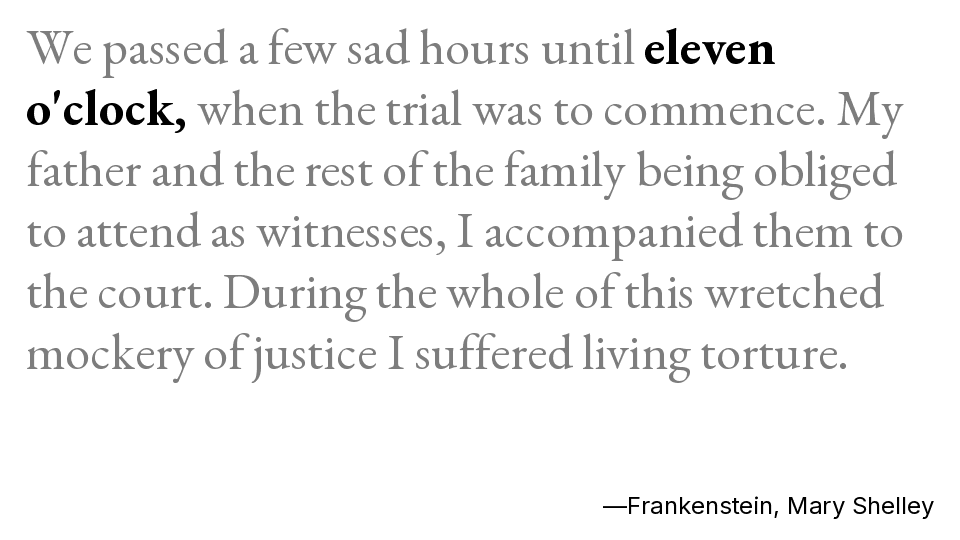 We passed a few sad hours until eleven
o'clock, when the trial was to commence. My
father and the rest of the family being obliged
to attend as witnesses, I accompanied them to
the court. During the whole of this wretched
mockery of justice I suffered living torture.
—Frankenstein, Mary Shelley